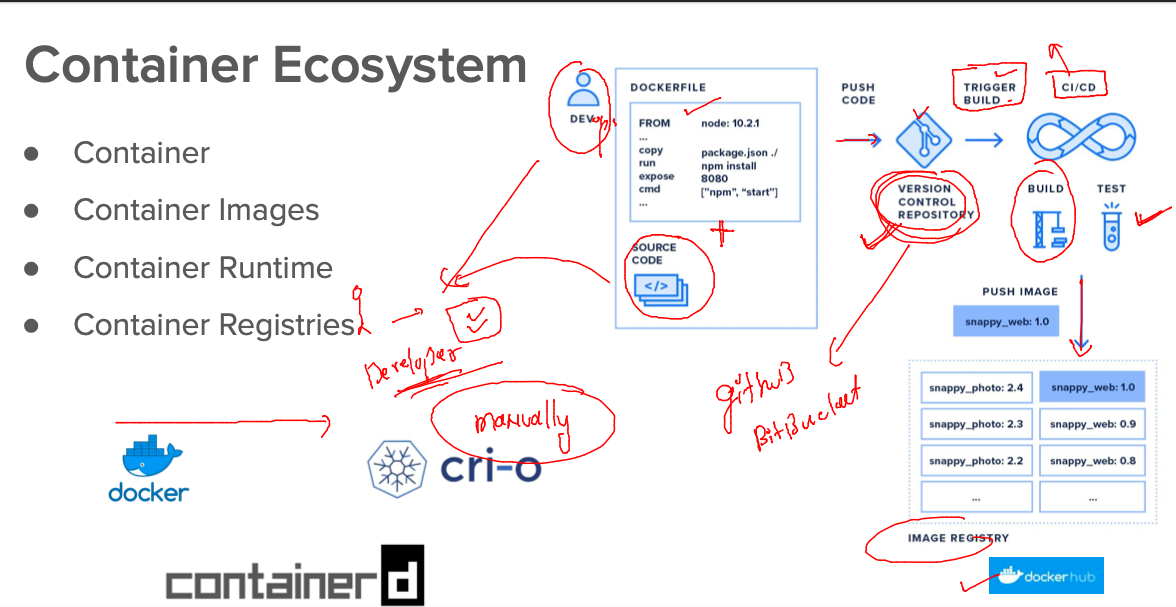 Container Ecosystem
Container
Container Images
Container Runtime
Container Registries
Developer
manually
docker
cri-o
containerd
DEVops
DOCKERFILE
FROM node: 10.2.1
...
copy package.json ./
run npm install
expose 8080
cmd ["npm", "start"]
...
SOURCE
CODE
</>
PUSH
CODE
VERSION
CONTROL
REPOSITORY
github
BitBucket
TRIGGER
BUILD
CI/CD
BUILD
TEST
PUSH IMAGE
snappy_web: 1.0
snappy_photo: 2.4 snappy_web: 1.0
snappy_photo: 2.3 snappy_web: 0.9
snappy_photo: 2.2 snappy_web: 0.8
... ...
IMAGE REGISTRY
dockerhub